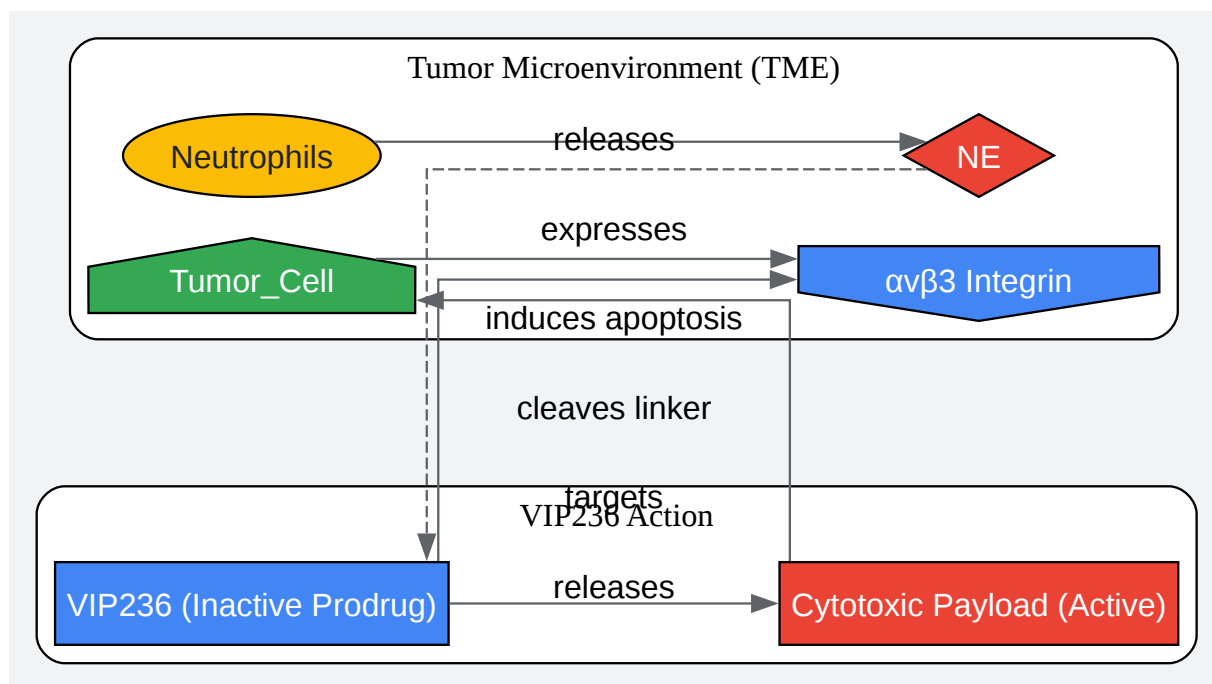 Tumor Microenvironment (TME)
Neutrophils
releases
NE
expresses
Tumor_Cell
αvβ3 Integrin
induces apoptosis
cleaves linker
targets
VIP236 Action
VIP236 (Inactive Prodrug)
releases
Cytotoxic Payload (Active)